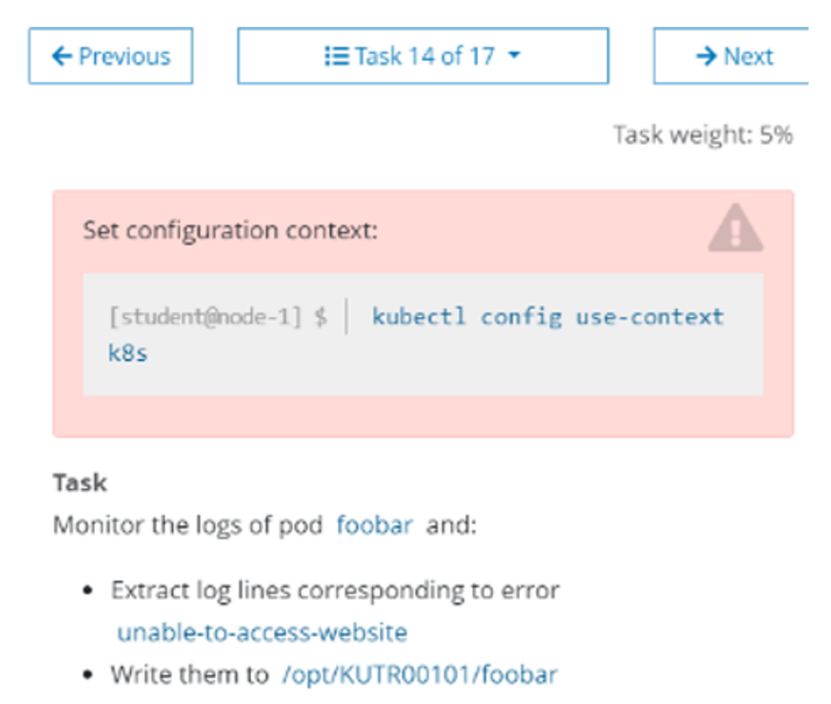 Previous
Task 14 of 17
Next
Task weight: 5%
Set configuration context:
[student@node-1] $ | kubectl config use-context
k8s
Task
Monitor the logs of pod foobar and:
• Extract log lines corresponding to error
unable-to-access-website
• Write them to /opt/KUTR00101/foobar